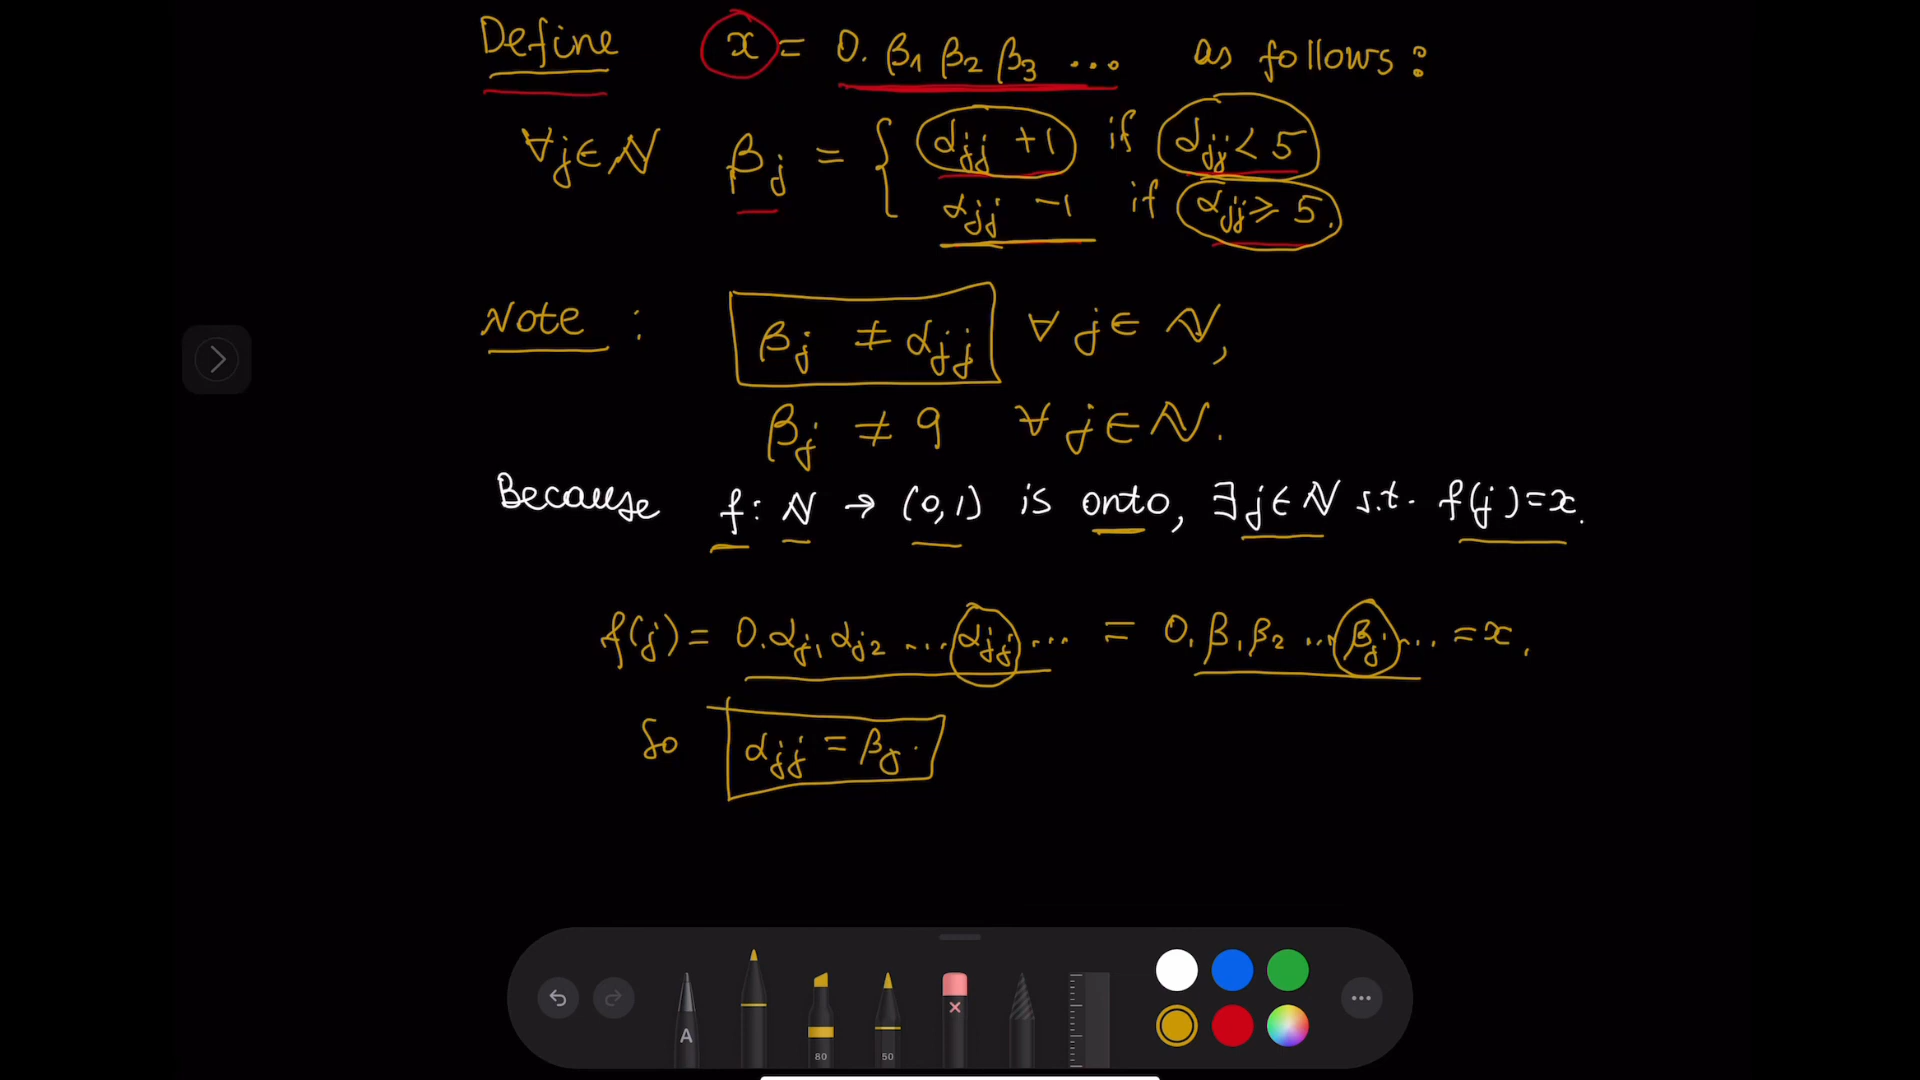 Define x = 0. β₁ β₂ β₃ ... as follows:
∀j∈ℕ βⱼ = { αⱼⱼ +1 if αⱼⱼ < 5
αⱼⱼ −1 if αⱼⱼ ⩾ 5.
Note : βⱼ ≠ αⱼⱼ ∀ j∈ ℕ,
βⱼ ≠ 9 ∀ j∈ℕ.
Because f: ℕ → (0,1) is onto, ∃j∈ℕ s.t. f(j)=x.
f(j)= 0.αⱼ₁ αⱼ₂ ... αⱼⱼ ... = 0.β₁β₂ ... βⱼ ... =x.
So αⱼⱼ = βⱼ.
A
80
50